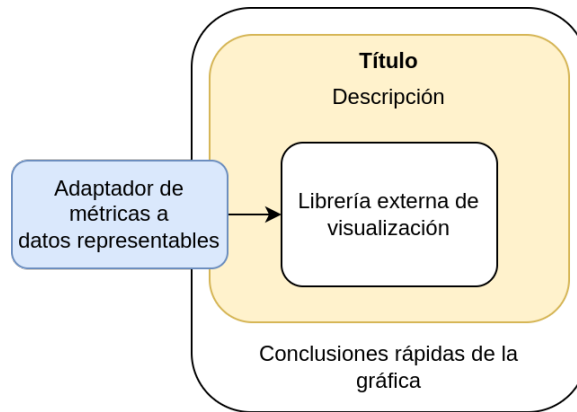 Título
Descripción
Adaptador de
métricas a
datos representables
Librería externa de
visualización
Conclusiones rápidas de la
gráfica